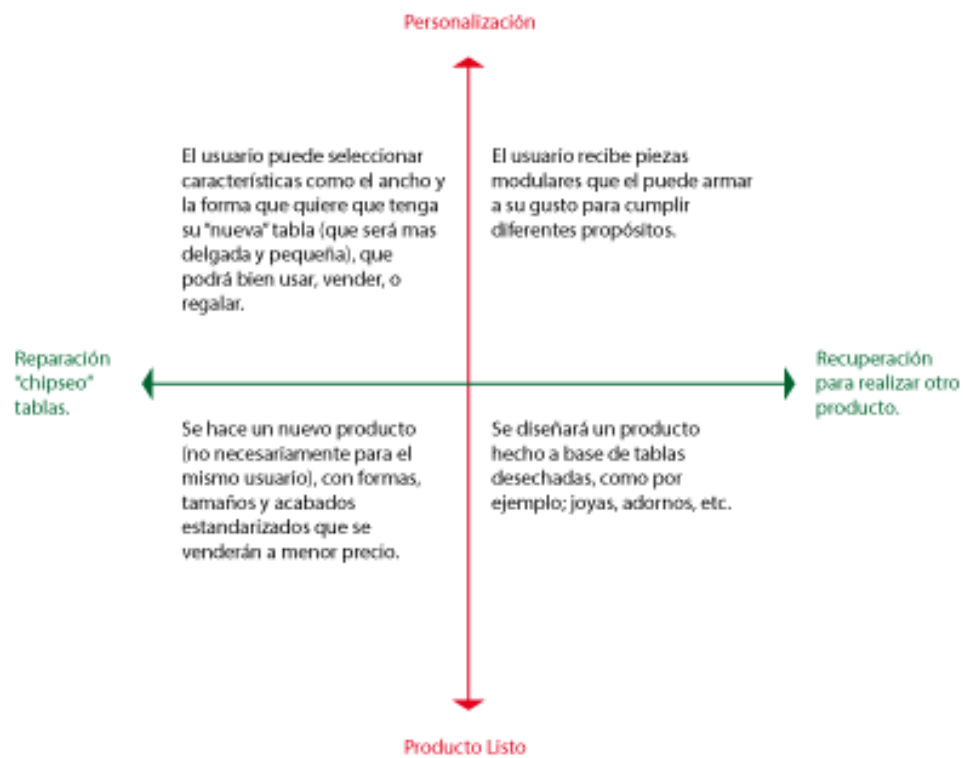 Personalización
El usuario puede seleccionar
características como el ancho y
la forma que quiere que tenga
su "nueva" tabla (que será mas
delgada y pequeña), que
podrá bien usar, vender, o
regalar.
El usuario recibe piezas
modulares que el puede armar
a su gusto para cumplir
diferentes propósitos.
Reparación
"chipseo"
tablas.
Recuperación
para realizar otro
producto.
Se hace un nuevo producto
(no necesariamente para el
mismo usuario), con formas,
tamaños y acabados
estandarizados que se
venderán a menor precio.
Se diseñará un producto
hecho a base de tablas
desechadas, como por
ejemplo; joyas, adornos, etc.
Producto Listo